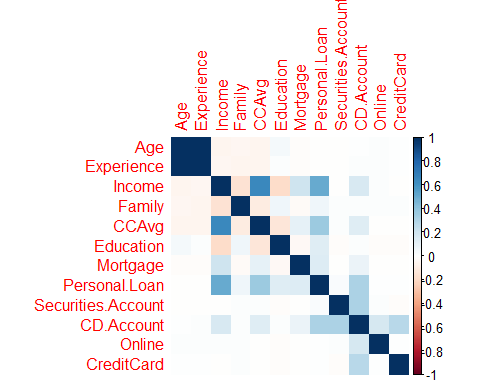 Age
Experience
Income
Family
CCAvg
Education
Mortgage
Personal.Loan
Securities.Account
CD.Account
Online
CreditCard
Age
Experience
Income
Family
CCAvg
Education
Mortgage
Personal.Loan
Securities.Account
CD.Account
Online
CreditCard
1
0.8
0.6
0.4
0.2
0
-0.2
-0.4
-0.6
-0.8
-1